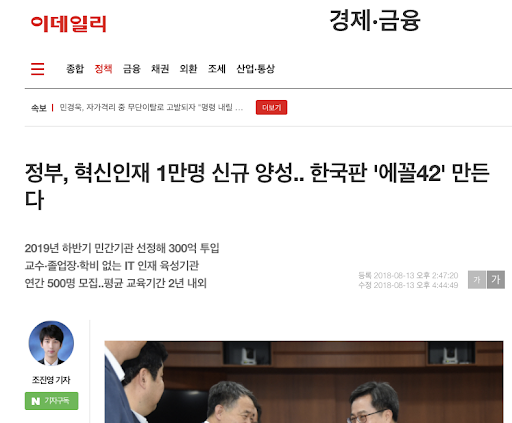 이데일리
경제·금융
종합 정책 금융 채권 외환 조세 산업·통상
속보 민경욱, 자가격리 중 무단이탈로 고발되자 "명령 내릴 ... 더보기
정부, 혁신인재 1만명 신규 양성.. 한국판 '에꼴42' 만든
다
2019년 하반기 민간기관 선정해 300억 투입
교수·졸업장·학비 없는 IT 인재 육성기관
연간 500명 모집..평균 교육기간 2년 내외
등록 2018-08-13 오후 2:47:20
수정 2018-08-13 오후 4:44:49
가 가
조진영 기자
N 기자구독